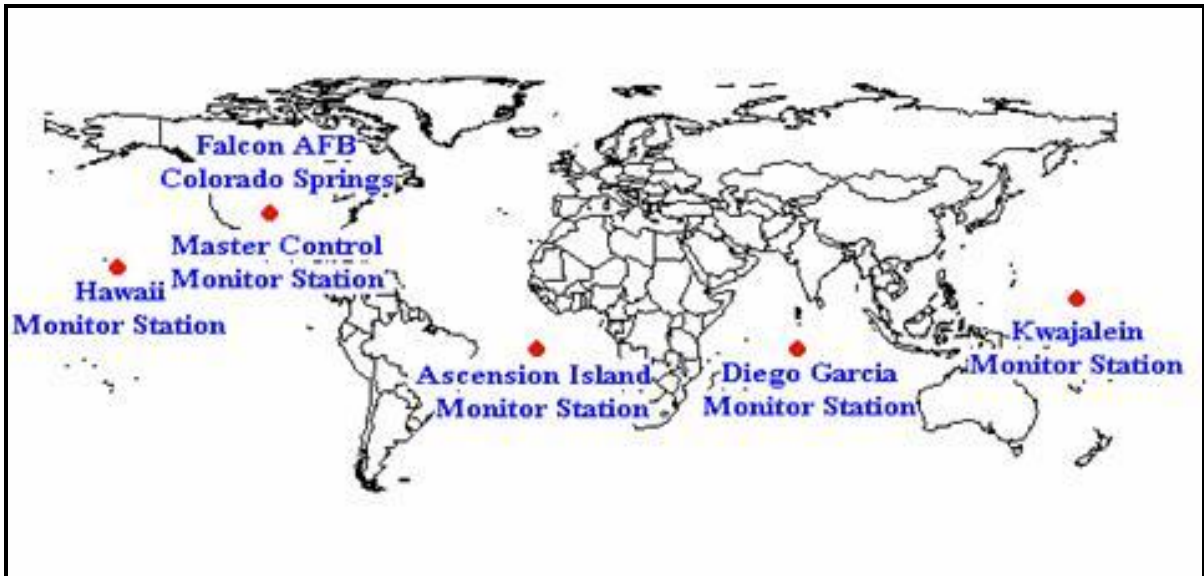 Falcon AFB
Colorado Springs
Master Control
Monitor Station
Hawaii
Monitor Station
Ascension Island
Monitor Station
Diego Garcia
Monitor Station
Kwajalein
Monitor Station